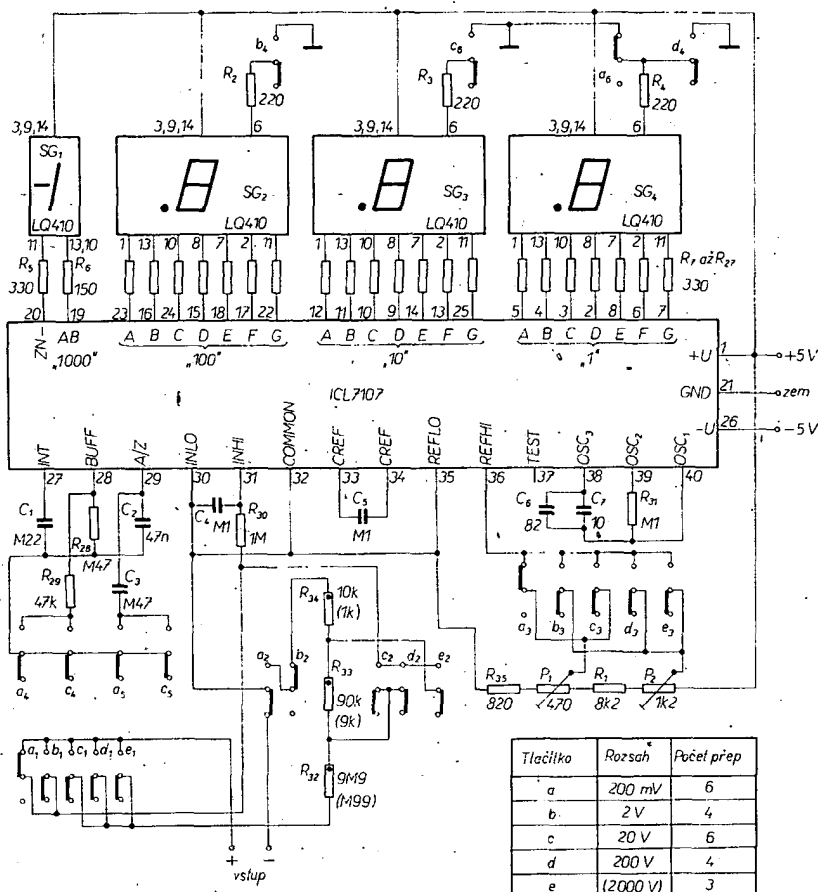 b₄ c₆ d₄
R₂ R₃ a₆ R₄
220 220 220
3,9,14 3,9,14 6 3,9,14 6 3,9,14 6
SG₁ SG₂ SG₃ SG₄
LQ410 LQ410 LQ410 LQ410
11 13,10 1 13 10 8 7 2 11 1 13 10 8 7 2 11 1 13 10 8 7 2 11
R₅ R₆ R₇ až R₂₇
330 150 330
20 19 23 16 24 15 18 17 22 12 11 10 9 14 13 25 5 4 3 2 8 6 7
ZN- AB A B C D E F G A B C D E F G A B C D E F G
„1000" „100" „10" „1"
+U 1 +5V
ICL7107 GND 21 zem
-U 26 -5V
INT BUFF A/Z INLO INHI COMMON CREF CREF REFLO REFHI TEST OSC₃ OSC₂ OSC₁
27 28 29 30 31 32 33 34 35 36 37 38 39 40
C₁ C₂ C₄ R₃₀ C₅ C₆ C₇ R₃₁
M22 R₂₈ 47n M1 1M M1 82 10 M1
M47
R₂₉ C₃
47k M47
R₃₄ 10k
(1k)
a₃ b₃ c₃ d₃ e₃
a₂ b₂ c₂ d₂ e₂
R₃₃
90k
(9k)
a₄ c₄ a₅ c₅
R₃₅ P₁ R₁ P₂
820 470 8k2 1k2
a₁ b₁ c₁ d₁ e₁
R₃₂ 9M9
(M99)
+ -
vstup
Tlačítko Rozsah Počet přep
a 200 mV 6
b 2 V 4
c 20 V 6
d 200 V 4
e (2000 V) 3